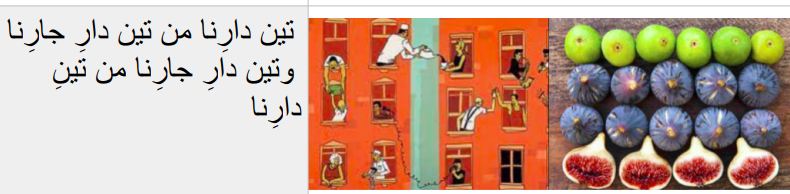 تين دارِنا من تين دارِ جارِنا
وتين دارِ جارِنا من تينِ
دارِنا